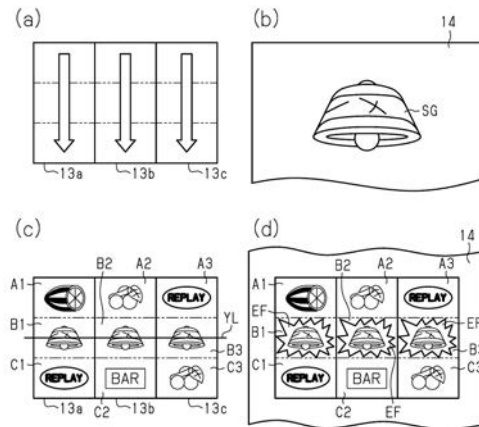 (a)
(b)
14
SG
13a 13b 13c
(c)
(d)
14
B2 A2 A3
A1
REPLAY
YL
B1
B3
C1
C3
REPLAY
BAR
13a C2 13b 13c
B2 A2 A3
A1
REPLAY
EF
EF
B1
B3
C1
C3
REPLAY
BAR
C2 EF